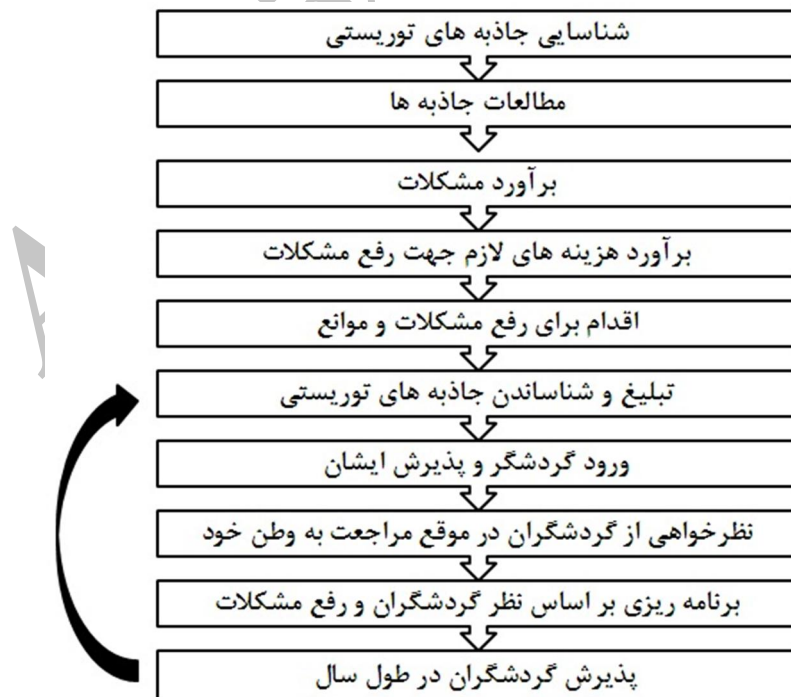 شناسایی جاذبه های توریستی
مطالعات جاذبه ها
برآورد مشکلات
برآورد هزینه های لازم جهت رفع مشکلات
اقدام برای رفع مشکلات و موانع
تبلیغ و شناساندن جاذبه های توریستی
ورود گردشگر و پذیرش ایشان
نظرخواهی از گردشگران در موقع مراجعت به وطن خود
برنامه ریزی بر اساس نظر گردشگران و رفع مشکلات
پذیرش گردشگران در طول سال